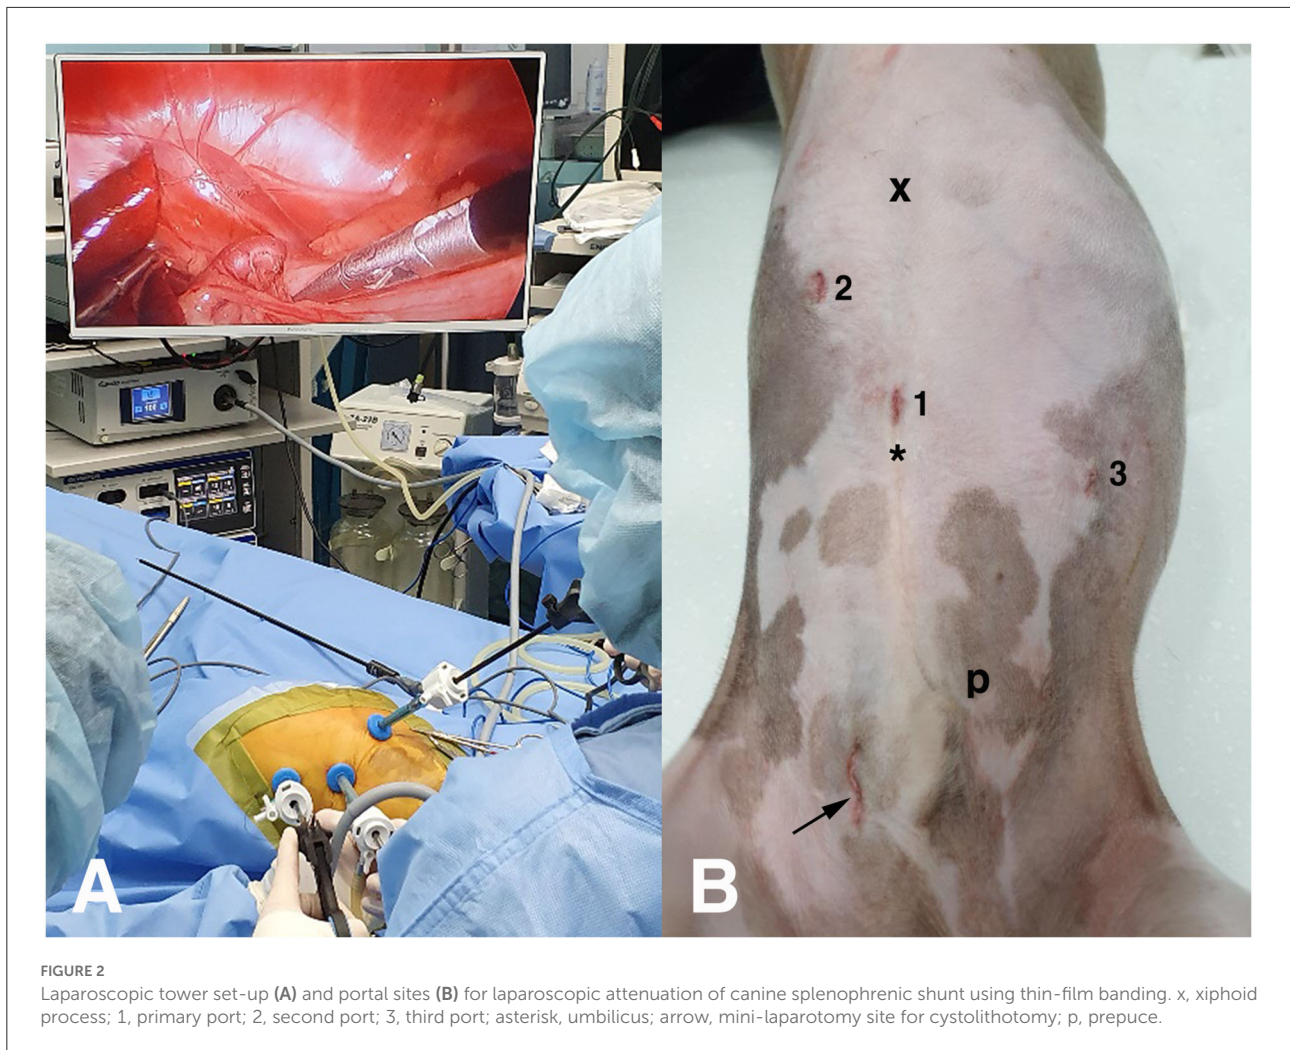 x
2
1
*
3
p
A
B
FIGURE 2
Laparoscopic tower set-up (A) and portal sites (B) for laparoscopic attenuation of canine splenophrenic shunt using thin-film banding. x, xiphoid
process; 1, primary port; 2, second port; 3, third port; asterisk, umbilicus; arrow, mini-laparotomy site for cystolithotomy; p, prepuce.